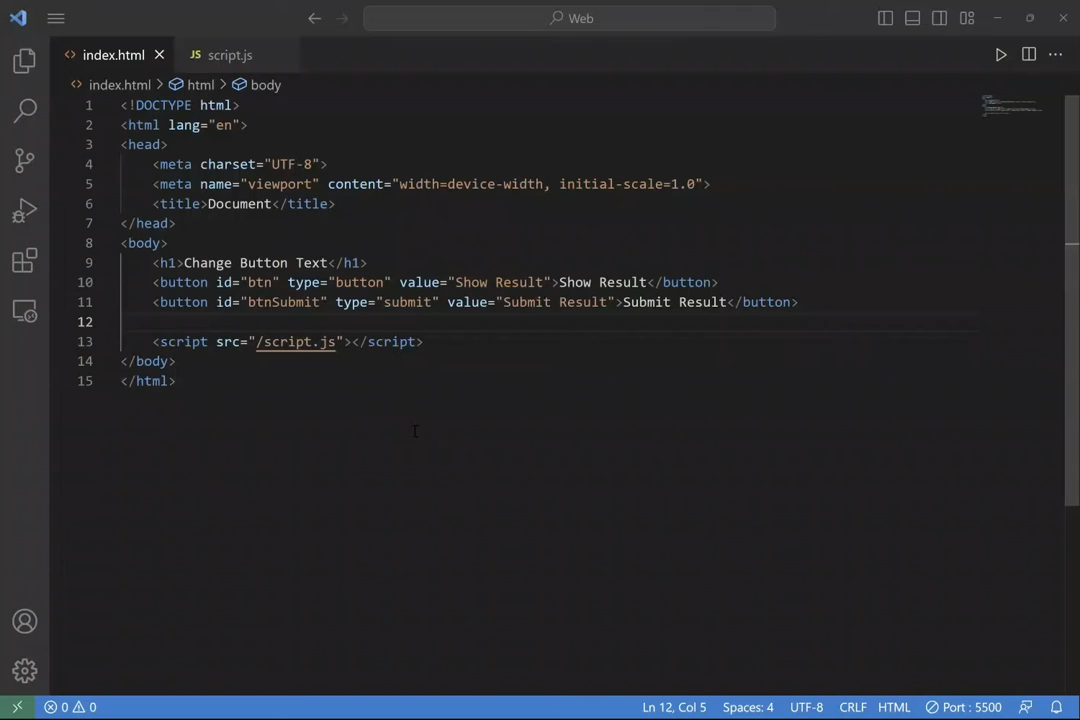 Web
index.html
JS script.js
index.html > html > body
1 <!DOCTYPE html>
2 <html lang="en">
3 <head>
4     <meta charset="UTF-8">
5     <meta name="viewport" content="width=device-width, initial-scale=1.0">
6     <title>Document</title>
7 </head>
8 <body>
9     <h1>Change Button Text</h1>
10     <button id="btn" type="button" value="Show Result">Show Result</button>
11     <button id="btnSubmit" type="submit" value="Submit Result">Submit Result</button>
12
13     <script src="/script.js"></script>
14 </body>
15 </html>
0 0 Ln 12, Col 5 Spaces: 4 UTF-8 CRLF HTML Port : 5500